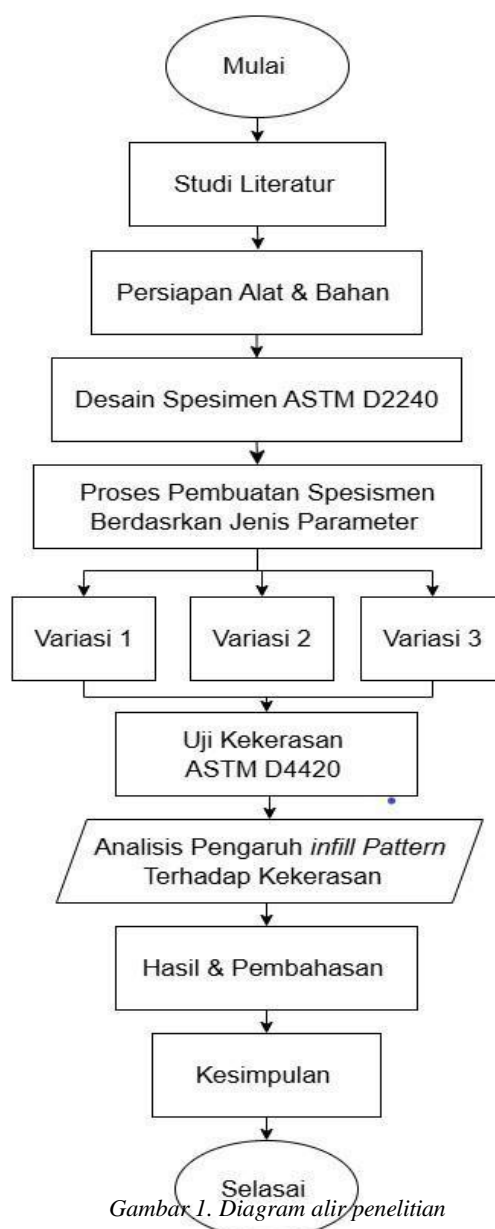 Mulai
Studi Literatur
Persiapan Alat & Bahan
Desain Spesimen ASTM D2240
Proses Pembuatan Spesismen
Berdasrkan Jenis Parameter
Variasi 1
Variasi 2
Variasi 3
Uji Kekerasan
ASTM D4420
Analisis Pengaruh infill Pattern
Terhadap Kekerasan
Hasil & Pembahasan
Kesimpulan
Selasai
Gambar 1. Diagram alir penelitian